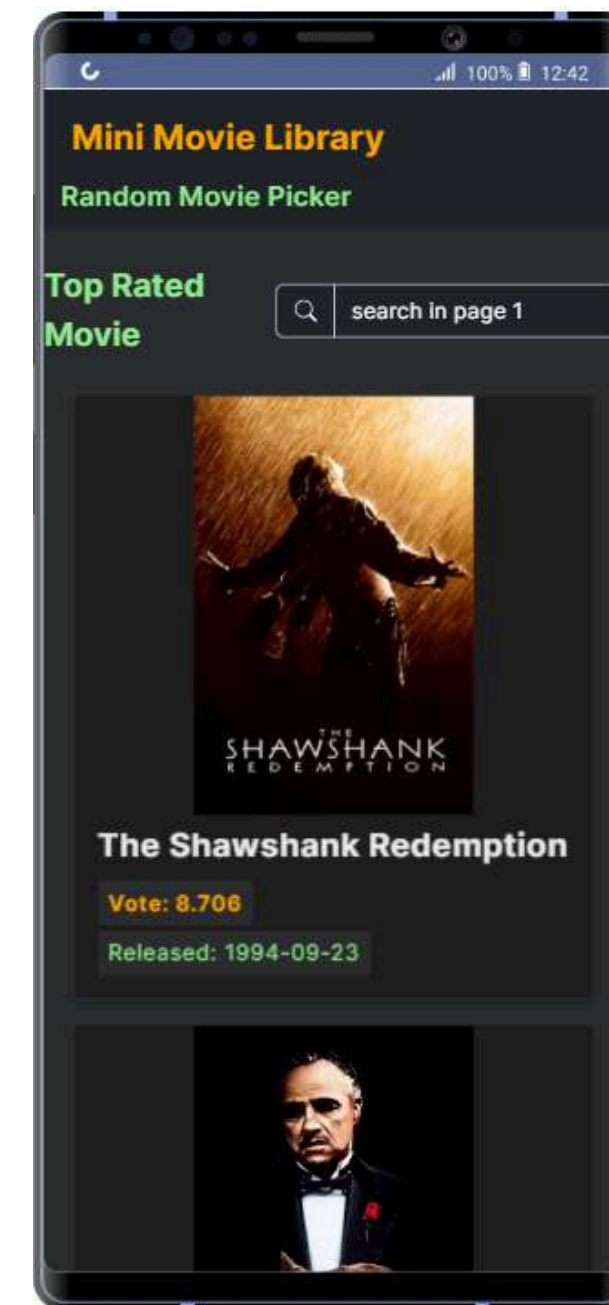 100% 12:42
Mini Movie Library
Random Movie Picker
Top Rated
Movie
search in page 1
THE
SHAWSHANK
REDEMPTION
The Shawshank Redemption
Vote: 8.706
Released: 1994-09-23